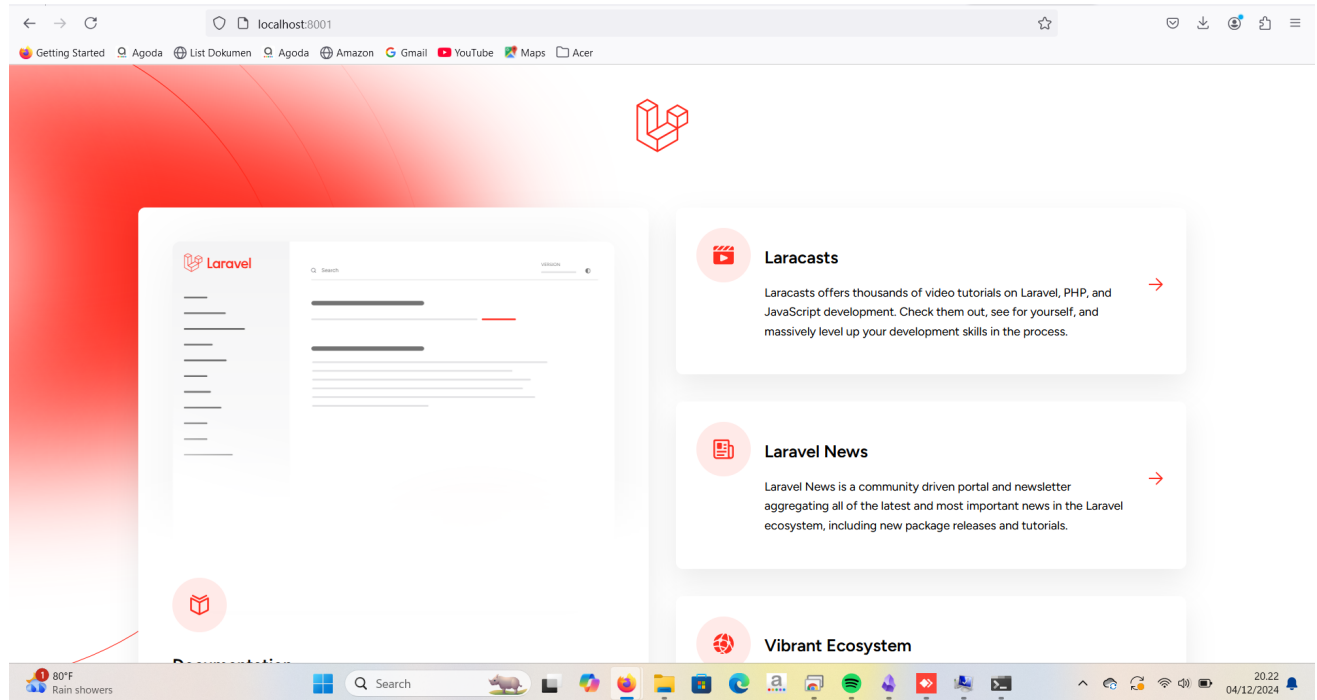 localhost:8001
Getting Started Agoda List Dokumen Agoda Amazon Gmail YouTube Maps Acer
Laravel
Search
Laracasts
Laracasts offers thousands of video tutorials on Laravel, PHP, and
JavaScript development. Check them out, see for yourself, and
massively level up your development skills in the process.
Laravel News
Laravel News is a community driven portal and newsletter
aggregating all of the latest and most important news in the Laravel
ecosystem, including new package releases and tutorials.
Documentation
Vibrant Ecosystem
1
80°F
Rain showers
Search
a
20.22
04/12/2024